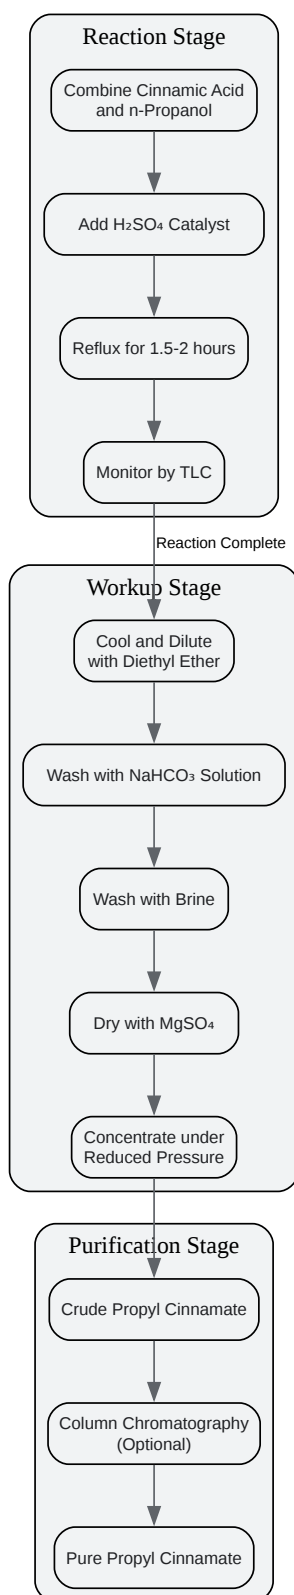 Reaction Stage
Combine Cinnamic Acid
and n-Propanol
Add H₂SO₄ Catalyst
Reflux for 1.5-2 hours
Monitor by TLC
Reaction Complete
Workup Stage
Cool and Dilute
with Diethyl Ether
Wash with NaHCO₃ Solution
Wash with Brine
Dry with MgSO₄
Concentrate under
Reduced Pressure
Purification Stage
Crude Propyl Cinnamate
Column Chromatography
(Optional)
Pure Propyl Cinnamate